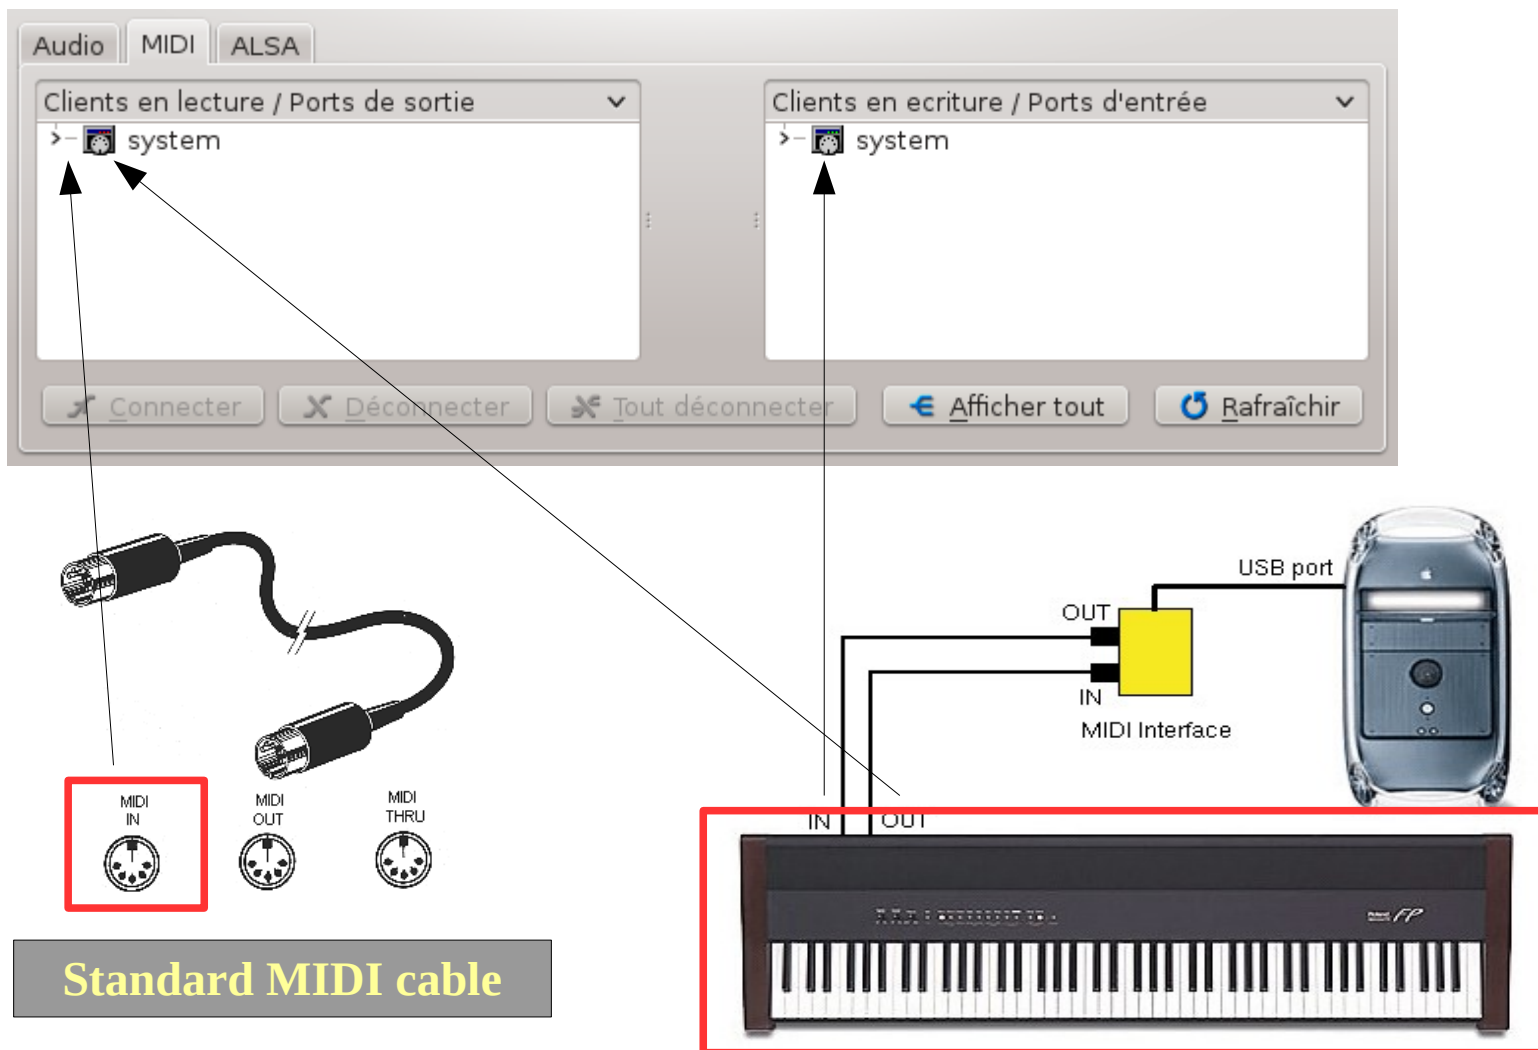 Audio
MIDI
ALSA
Clients en lecture / Ports de sortie
Clients en ecriture / Ports d'entrée
system
system
Connecter
Déconnecter
Tout déconnecter
Afficher tout
Rafraîchir
USB port
OUT
IN
MIDI Interface
MIDI
IN
MIDI
OUT
MIDI
THRU
IN
OUT
Roland
FP
Standard MIDI cable